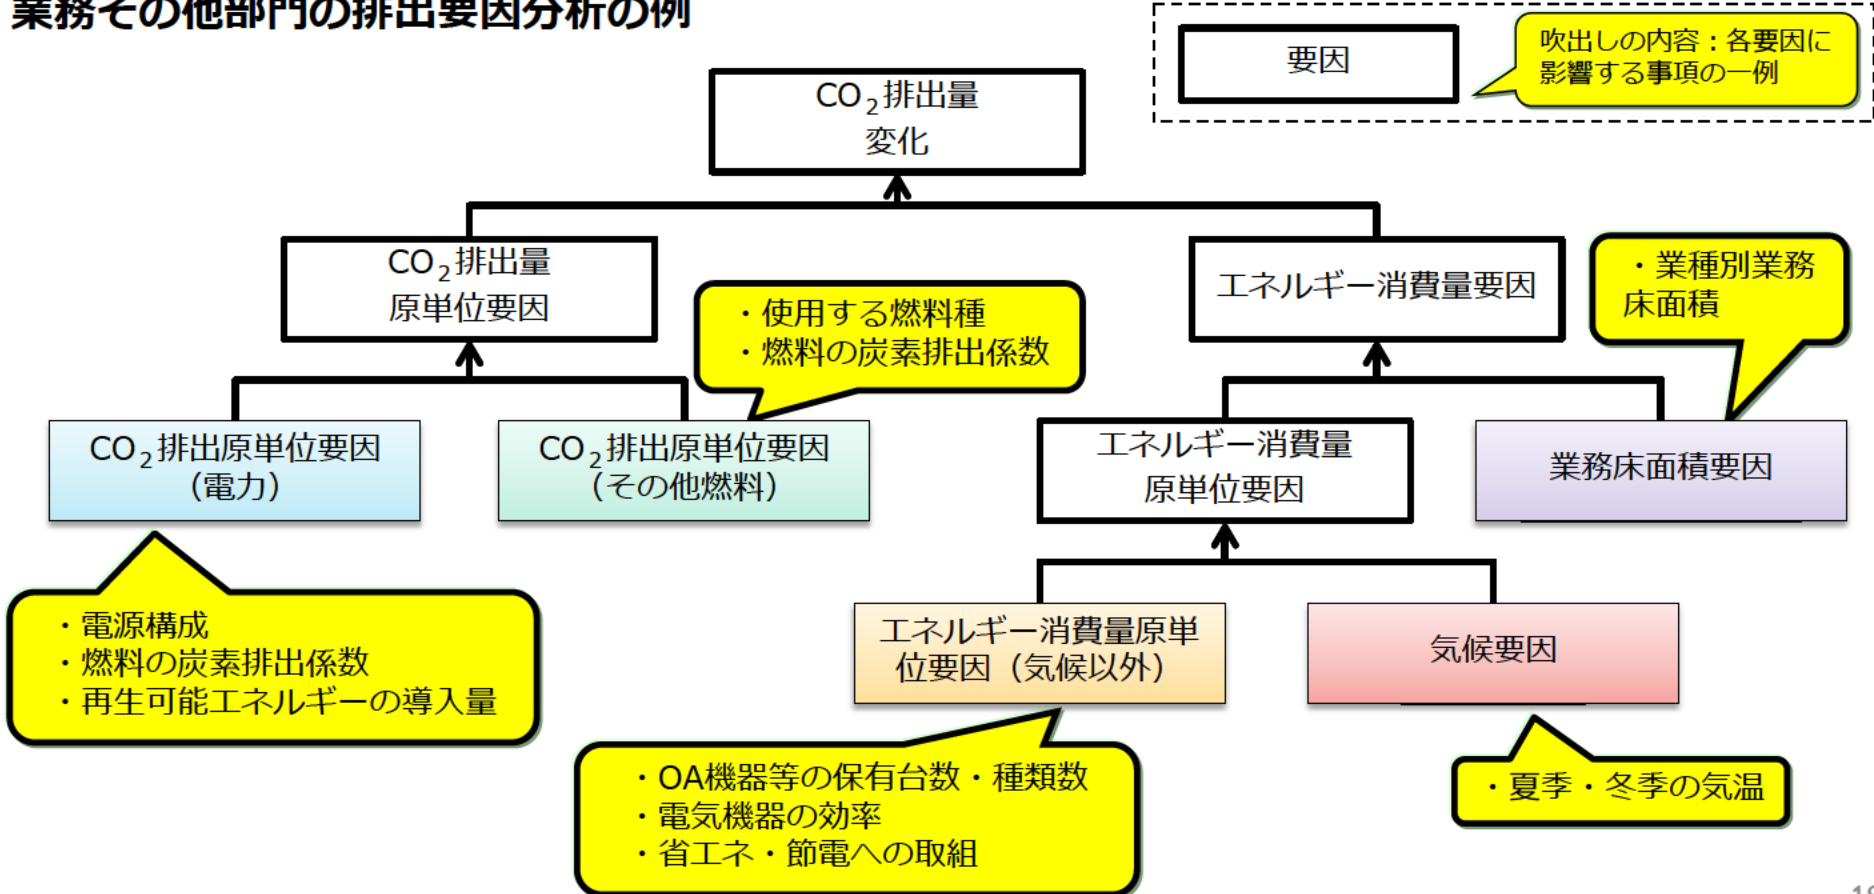 業務その他部門の排出要因分析の例
要因
吹出しの内容：各要因に
影響する事項の一例
CO₂排出量
変化
CO₂排出量
原単位要因
・使用する燃料種
・燃料の炭素排出係数
エネルギー消費量要因
・業種別業務
床面積
CO₂排出原単位要因
（電力）
CO₂排出原単位要因
（その他燃料）
エネルギー消費量
原単位要因
業務床面積要因
・電源構成
・燃料の炭素排出係数
・再生可能エネルギーの導入量
エネルギー消費量原単
位要因（気候以外）
気候要因
・OA機器等の保有台数・種類数
・電気機器の効率
・省エネ・節電への取組
・夏季・冬季の気温